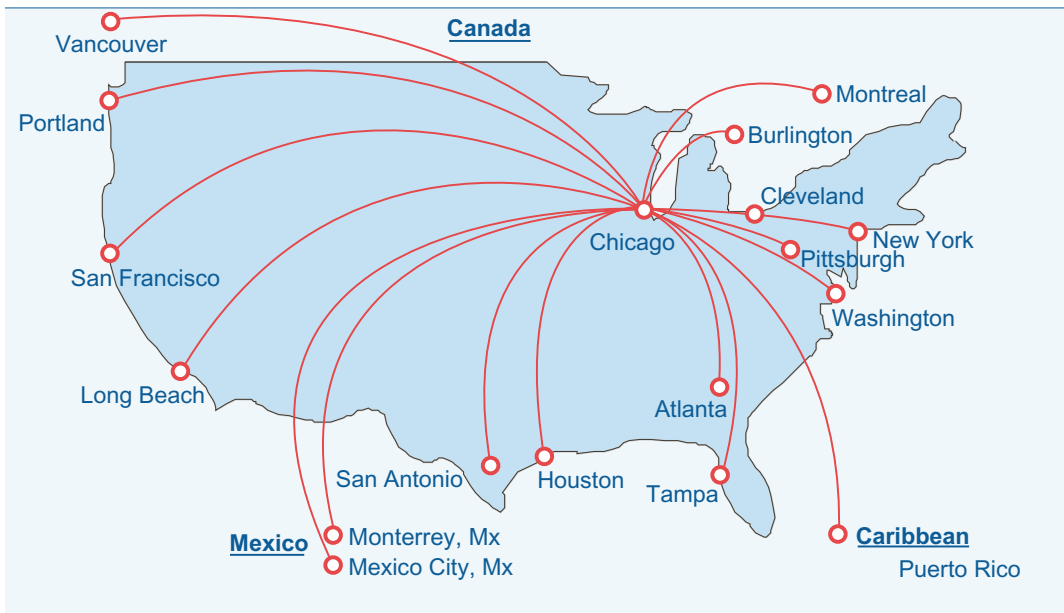 Canada
Vancouver
Portland
Montreal
Burlington
Cleveland
Chicago
New York
Pittsburgh
San Francisco
Washington
Long Beach
Atlanta
San Antonio
Houston
Tampa
Mexico
Monterrey, Mx
Mexico City, Mx
Caribbean
Puerto Rico